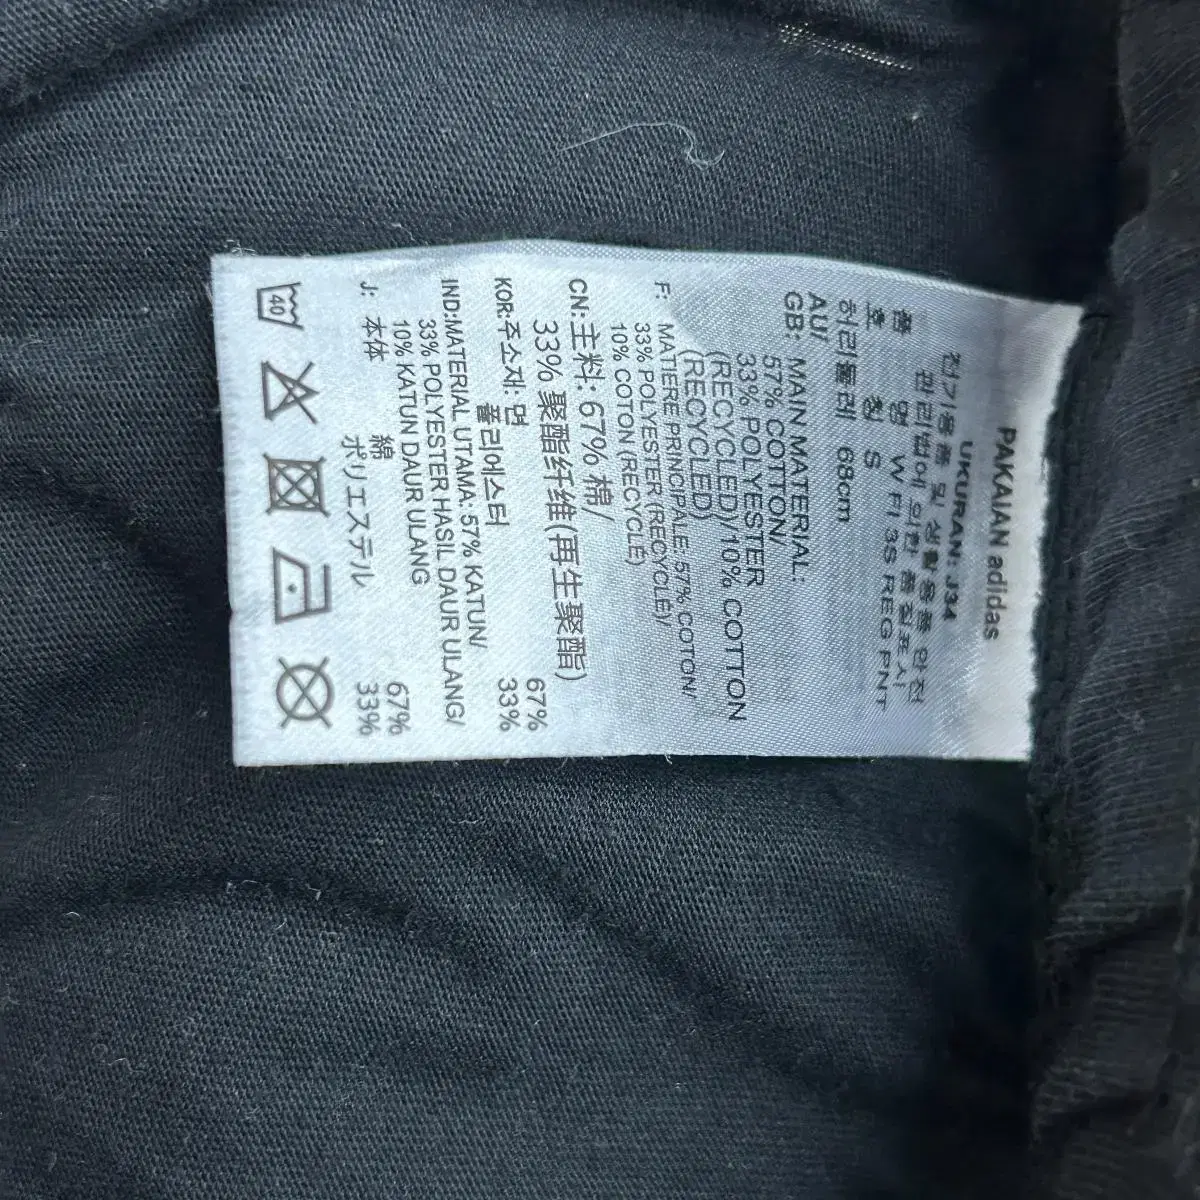 PAKAIAN adidas
UKURAN: J34
전기용품 및 생활용품 안전
관리법에 의한 품질표시
품 명 W FI 3S REG PNT
호 칭 S
허리둘레 68cm
AU/
GB: MAIN MATERIAL:
57% COTTON/
33% POLYESTER
(RECYCLED)/10% COTTON
(RECYCLED)
F: MATIERE PRINCIPALE: 57% COTON/
33% POLYESTER (RECYCLE)/
10% COTON (RECYCLÉ)
CN: 主料: 67% 棉/
33% 聚酯纤维(再生聚酯)
KOR: 주소재: 면 67%
폴리에스터 33%
IND: MATERIAL UTAMA: 57% KATUN/
33% POLYESTER HASIL DAUR ULANG/
10% KATUN DAUR ULANG
J: 本体 綿 67%
ポリエステル 33%
40